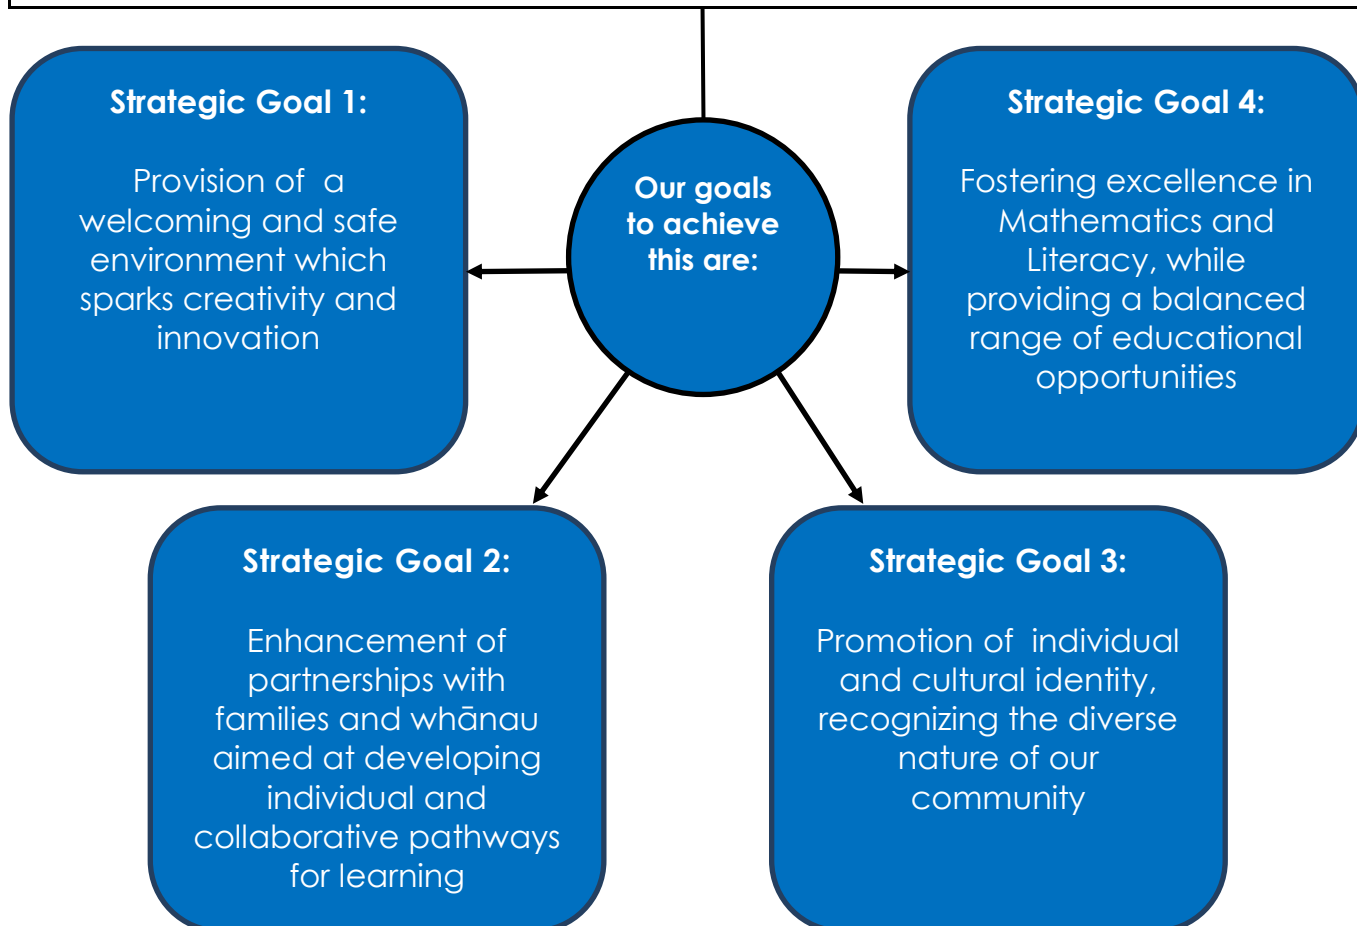 Our goals
to achieve
this are:
Strategic Goal 1:
Provision of a
welcoming and safe
environment which
sparks creativity and
innovation
Strategic Goal 2:
Enhancement of
partnerships with
families and whānau
aimed at developing
individual and
collaborative pathways
for learning
Strategic Goal 3:
Promotion of individual
and cultural identity,
recognizing the diverse
nature of our
community
Strategic Goal 4:
Fostering excellence in
Mathematics and
Literacy, while
providing a balanced
range of educational
opportunities